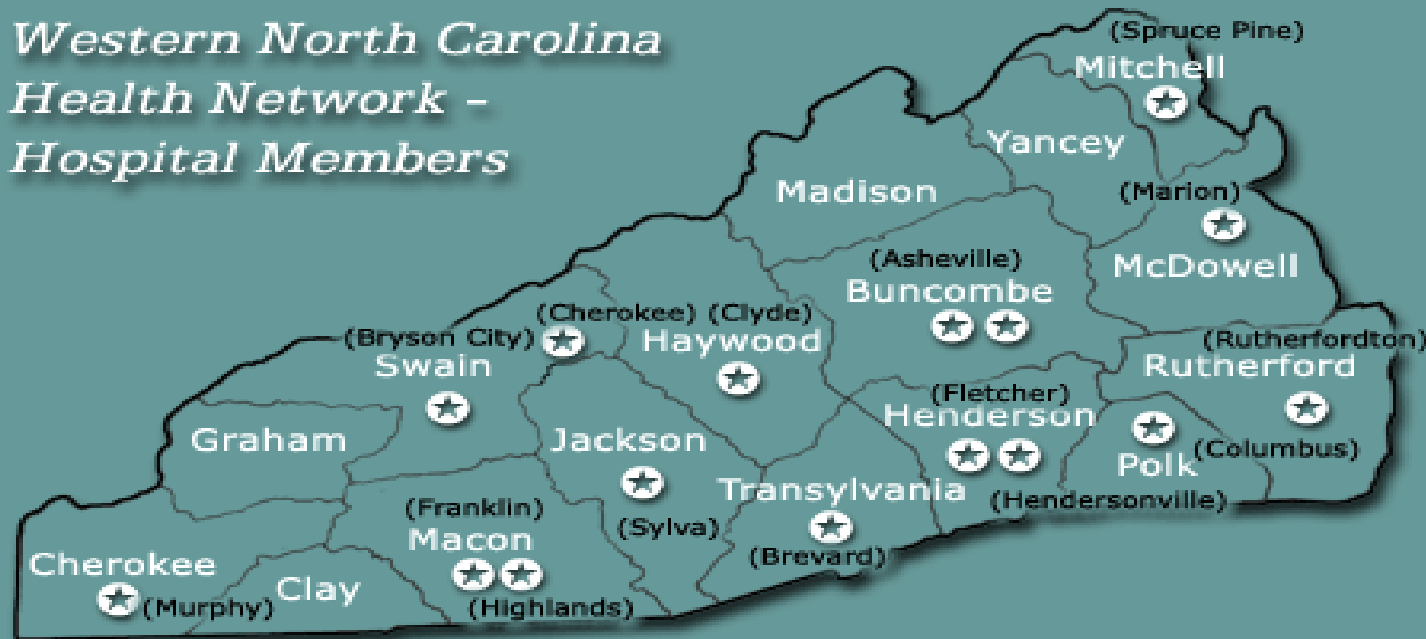 Western North Carolina
Health Network –
Hospital Members
(Spruce Pine)
Mitchell
Yancey
Madison
(Marion)
McDowell
(Asheville)
Buncombe
(Cherokee) (Clyde)
(Bryson City)
Haywood
(Rutherfordton)
Swain
Rutherford
(Fletcher)
Henderson
Graham
Jackson
(Columbus)
Polk
Transylvania
(Hendersonville)
(Franklin)
(Sylva)
Macon
(Brevard)
Cherokee
Clay
(Murphy)
(Highlands)